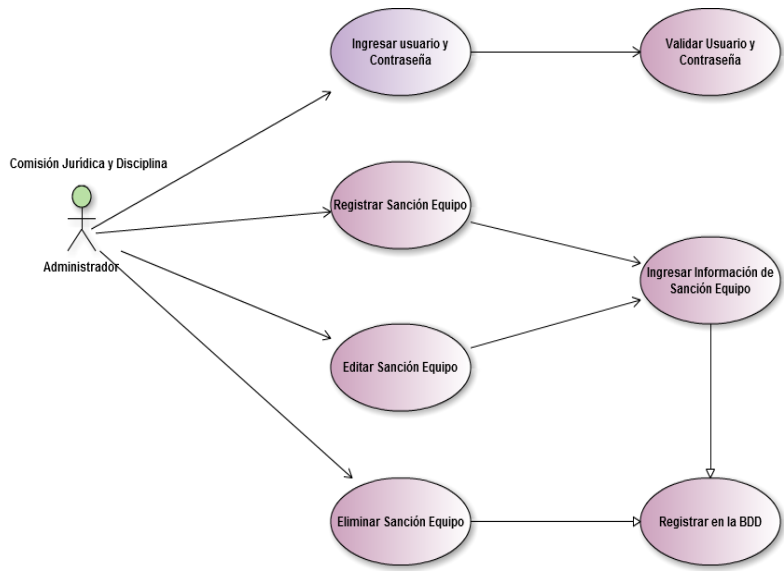 Ingresar usuario y
Contraseña
Validar Usuario y
Contraseña
Comisión Jurídica y Disciplina
Administrador
Registrar Sanción Equipo
Ingresar Información de
Sanción Equipo
Editar Sanción Equipo
Eliminar Sanción Equipo
Registrar en la BDD